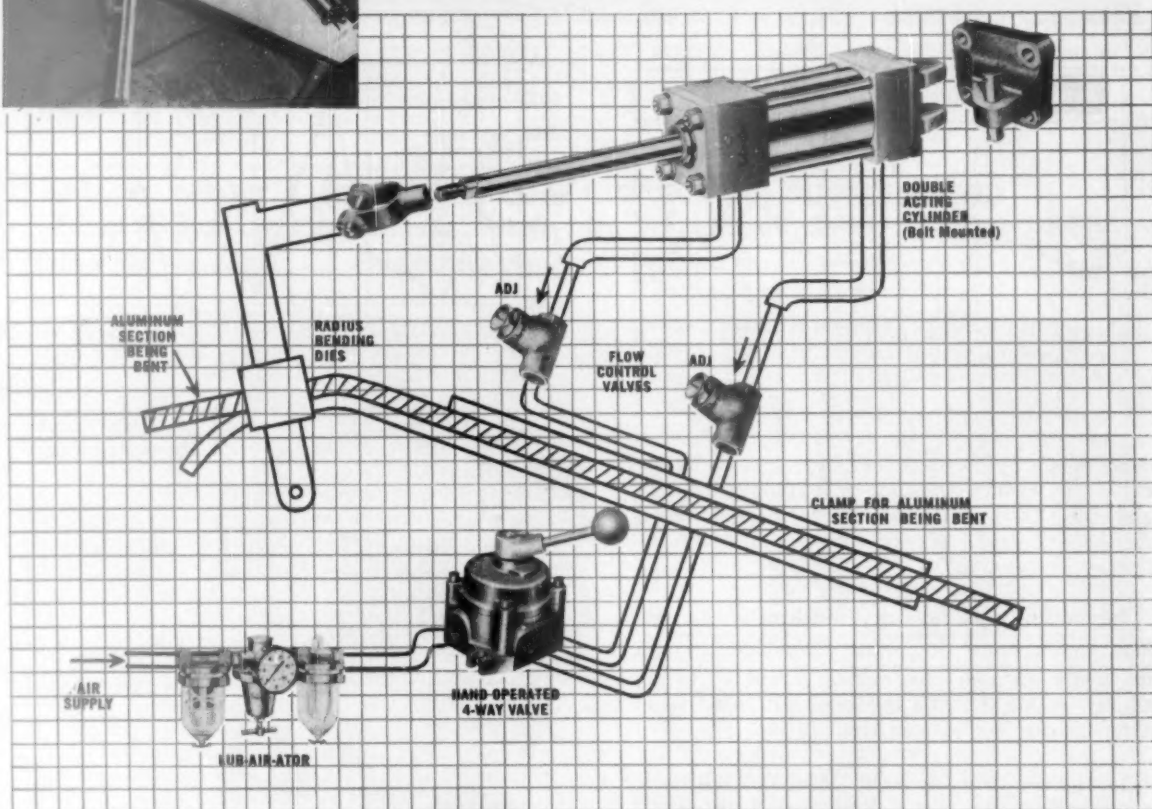 DOUBLE
ACTING
CYLINDER
(Bolt Mounted)
ADJ
ALUMINUM
SECTION
BEING
BENT
RADIUS
BENDING
DIES
FLOW
CONTROL
VALVES
ADJ
CLAMP FOR ALUMINUM
SECTION BEING BENT
AIR
SUPPLY
HAND OPERATED
4-WAY VALVE
LUB-AIR-ATOR